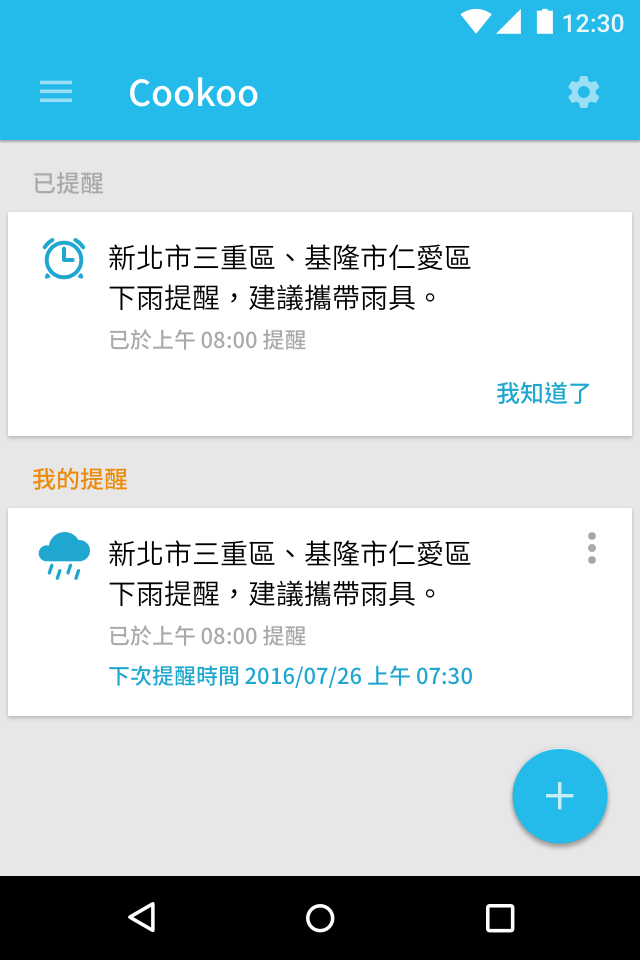 12:30
Cookoo
已提醒
新北市三重區、基隆市仁愛區
下雨提醒，建議攜帶雨具。
已於上午 08:00 提醒
我知道了
我的提醒
新北市三重區、基隆市仁愛區
下雨提醒，建議攜帶雨具。
已於上午 08:00 提醒
下次提醒時間 2016/07/26 上午 07:30